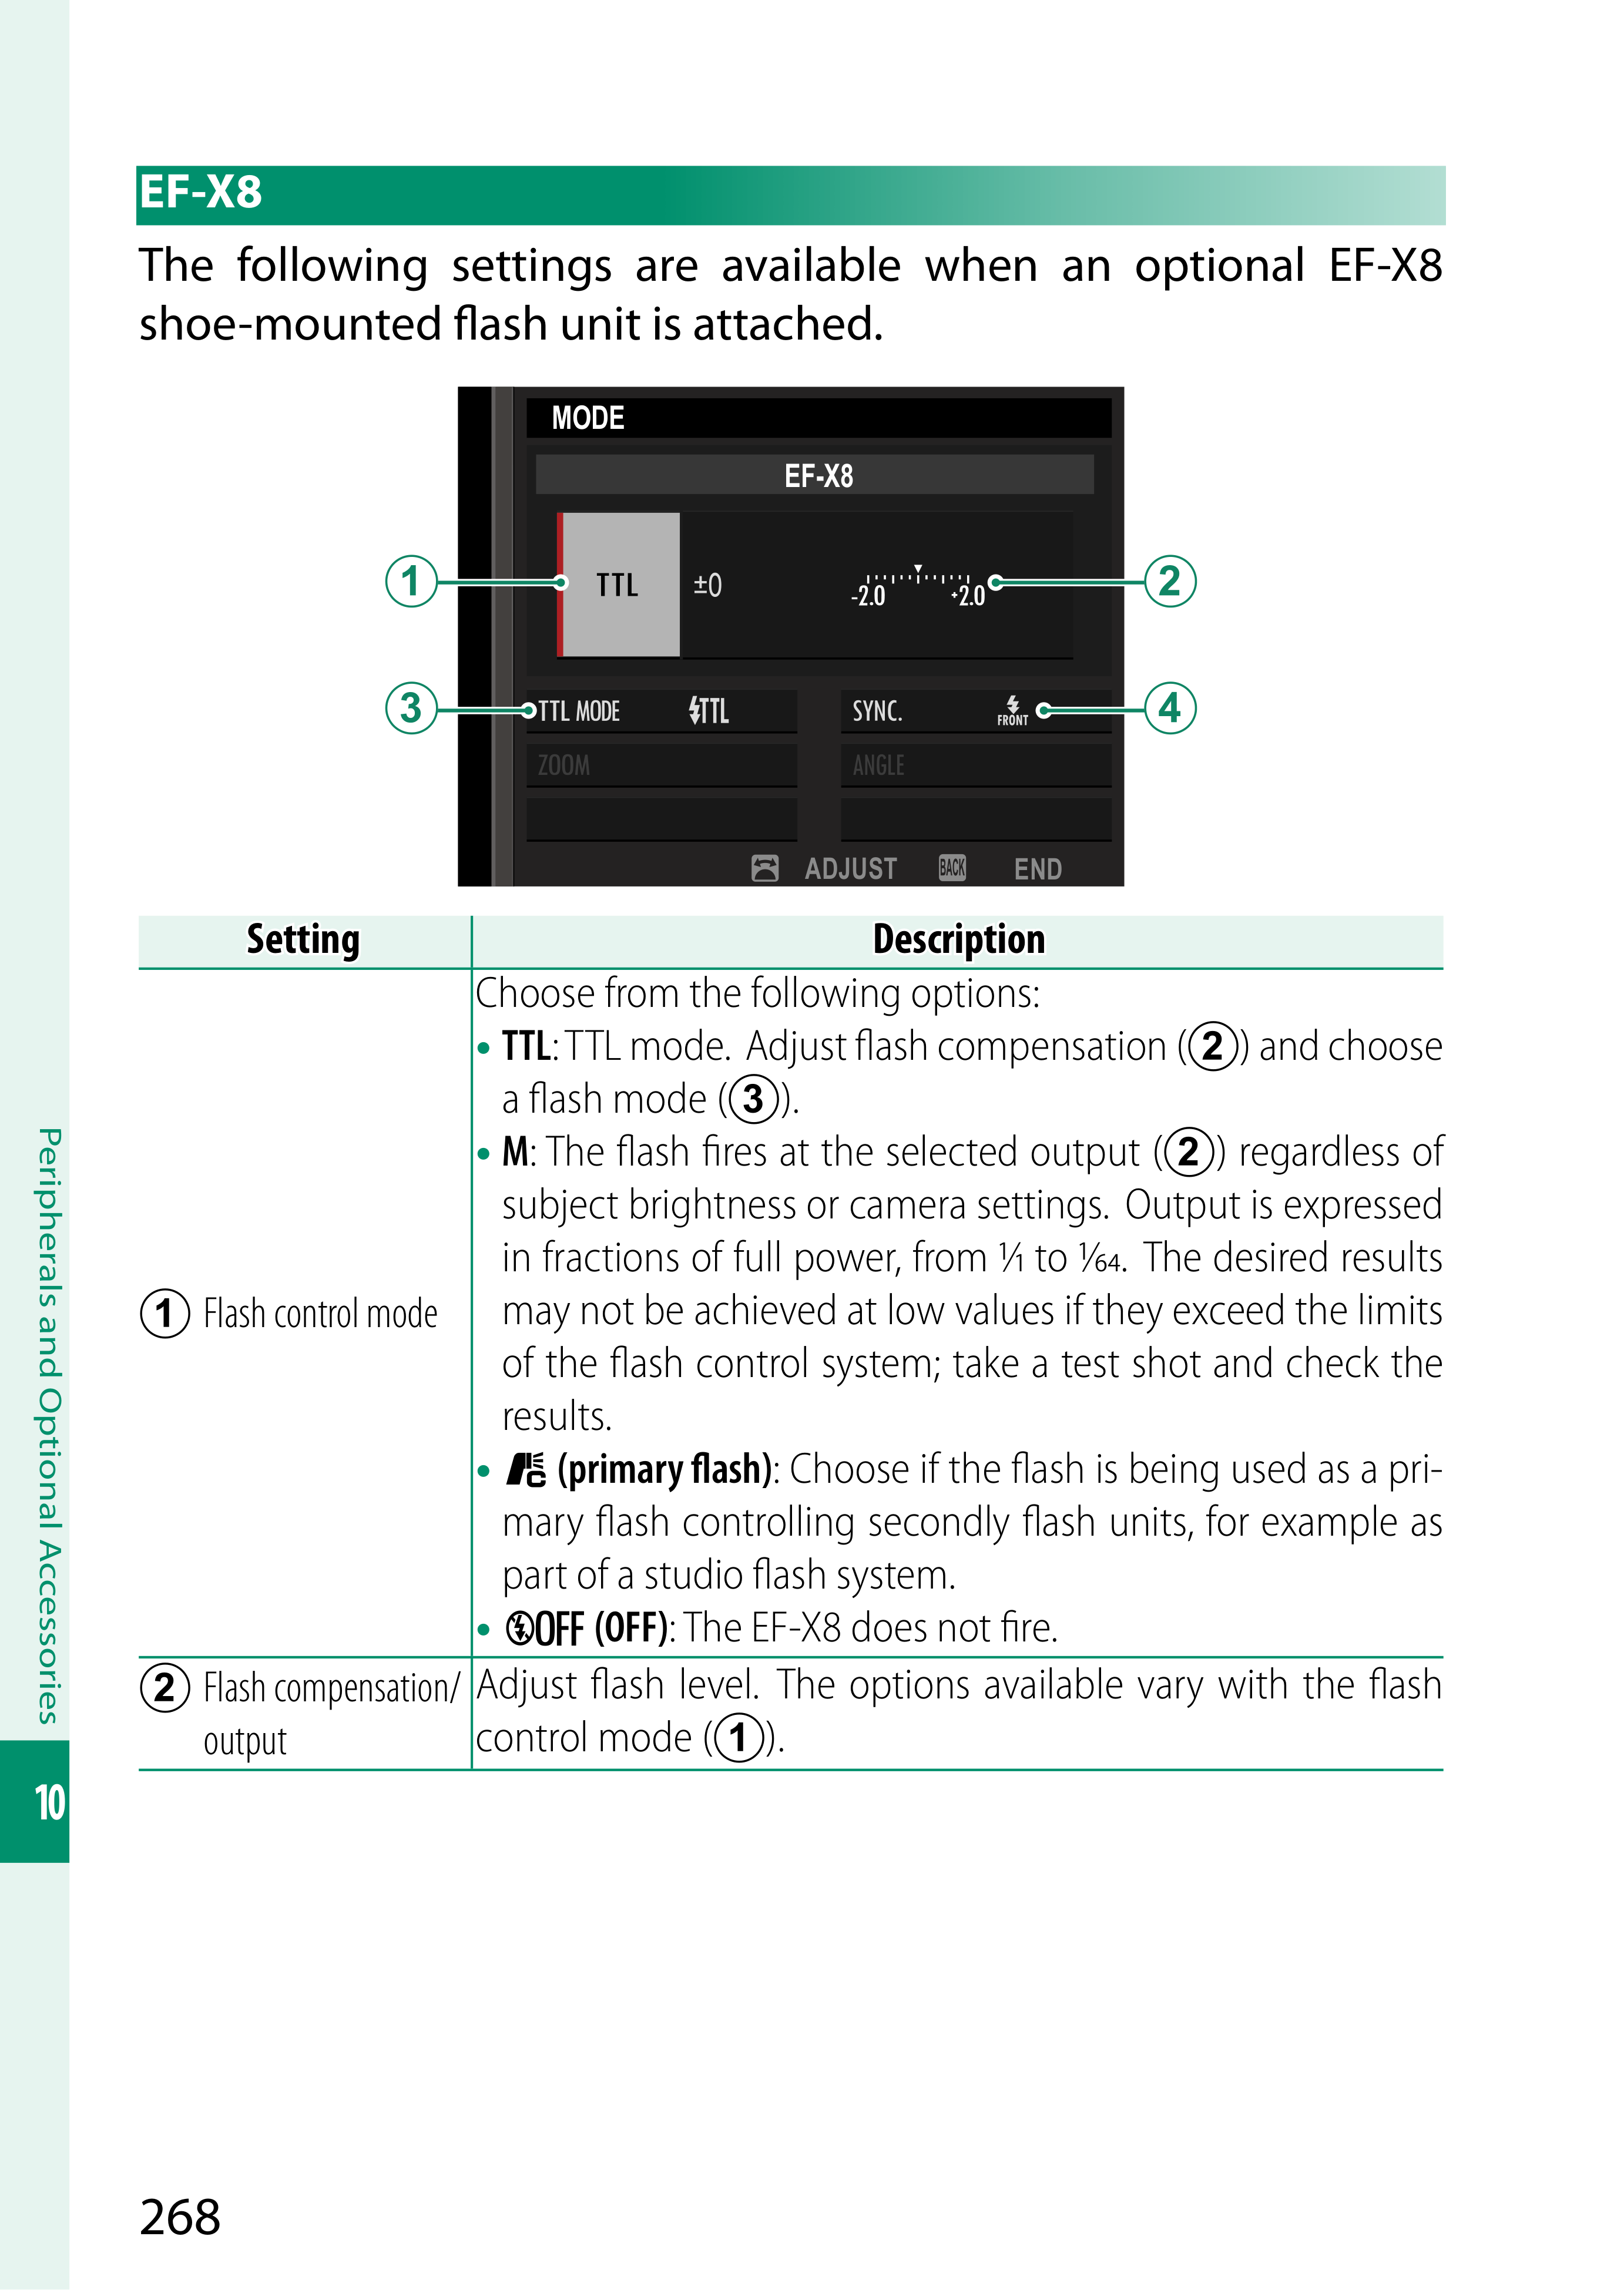 EF-X8
The following settings are available when an optional EF-X8
shoe-mounted flash unit is attached.
MODE
EF-X8
1 TTL ±0 -2.0 +2.0 2
3 TTL MODE TTL SYNC. FRONT 4
ZOOM ANGLE
ADJUST BACK END
Setting Description
Choose from the following options:
• TTL: TTL mode. Adjust flash compensation (②) and choose
a flash mode (③).
• M: The flash fires at the selected output (②) regardless of
subject brightness or camera settings. Output is expressed
in fractions of full power, from 1/1 to 1/64. The desired results
① Flash control mode
may not be achieved at low values if they exceed the limits
of the flash control system; take a test shot and check the
results.
• C (primary flash): Choose if the flash is being used as a pri-
mary flash controlling secondly flash units, for example as
part of a studio flash system.
• OFF (OFF): The EF-X8 does not fire.
② Flash compensation/
output
Adjust flash level. The options available vary with the flash
control mode (①).
Peripherals and Optional Accessories
10
268